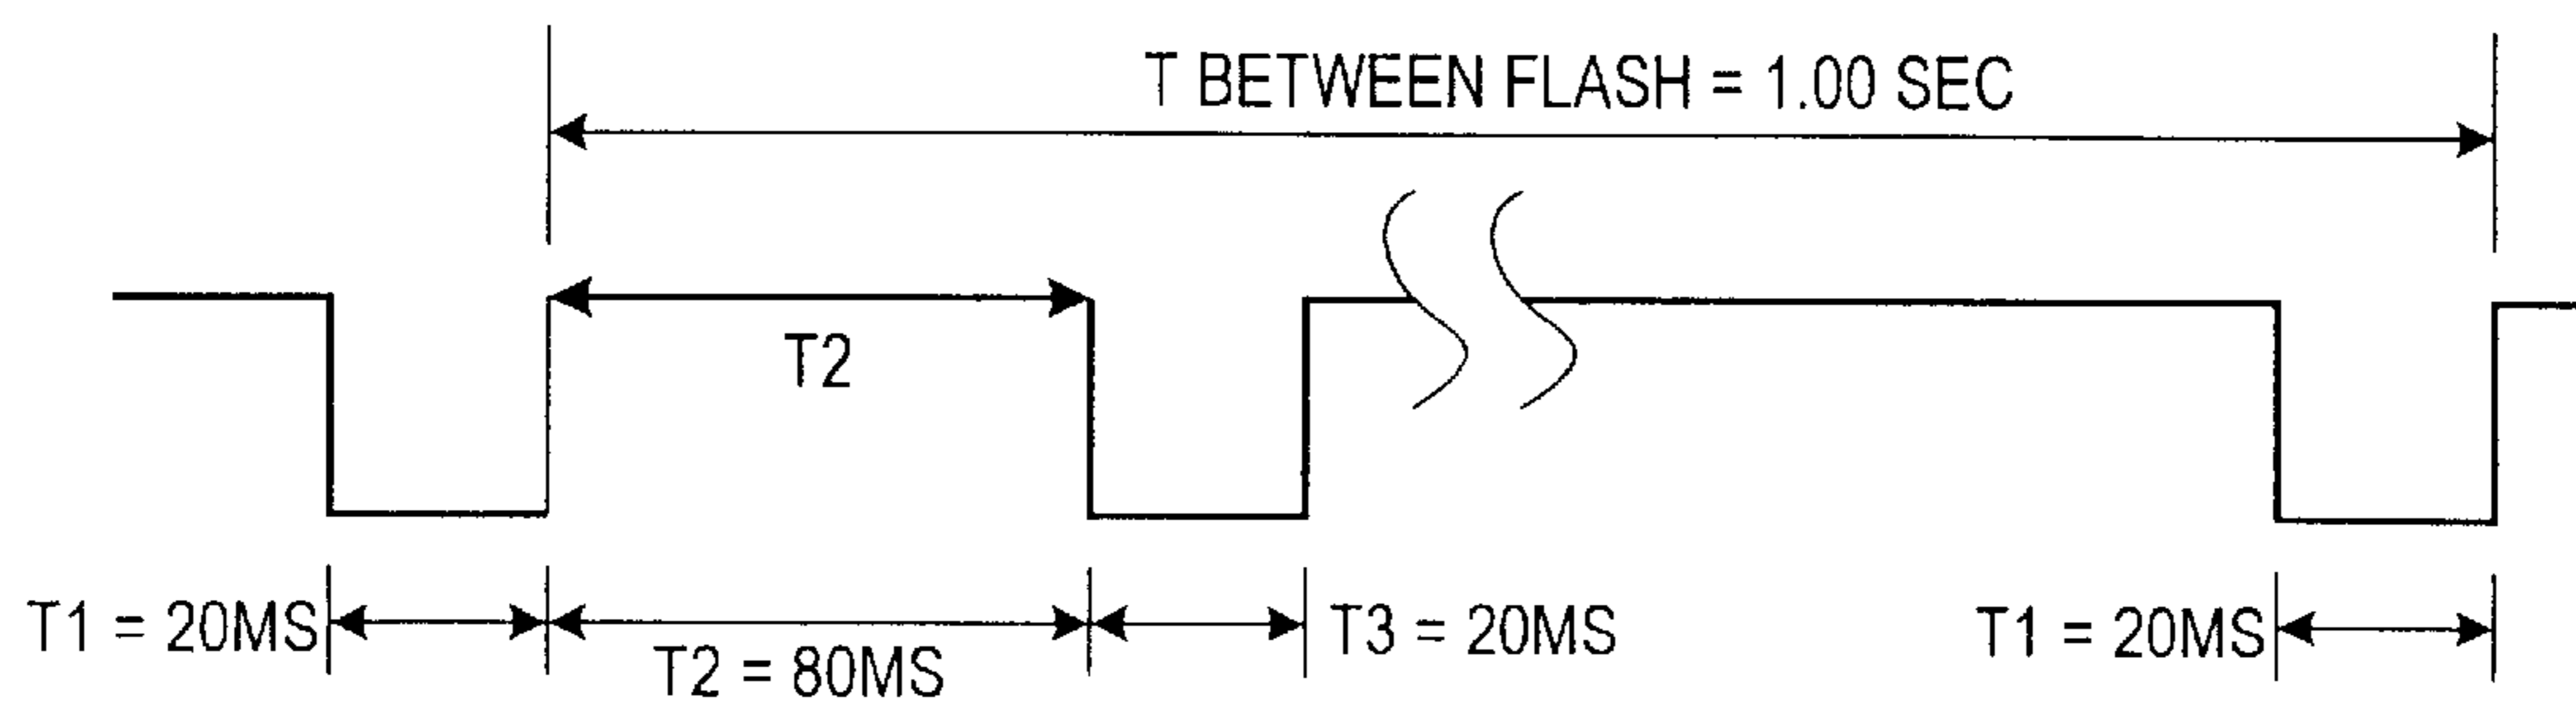 T BETWEEN FLASH = 1.00 SEC
T2
T1 = 20MS
T2 = 80MS
T3 = 20MS
T1 = 20MS